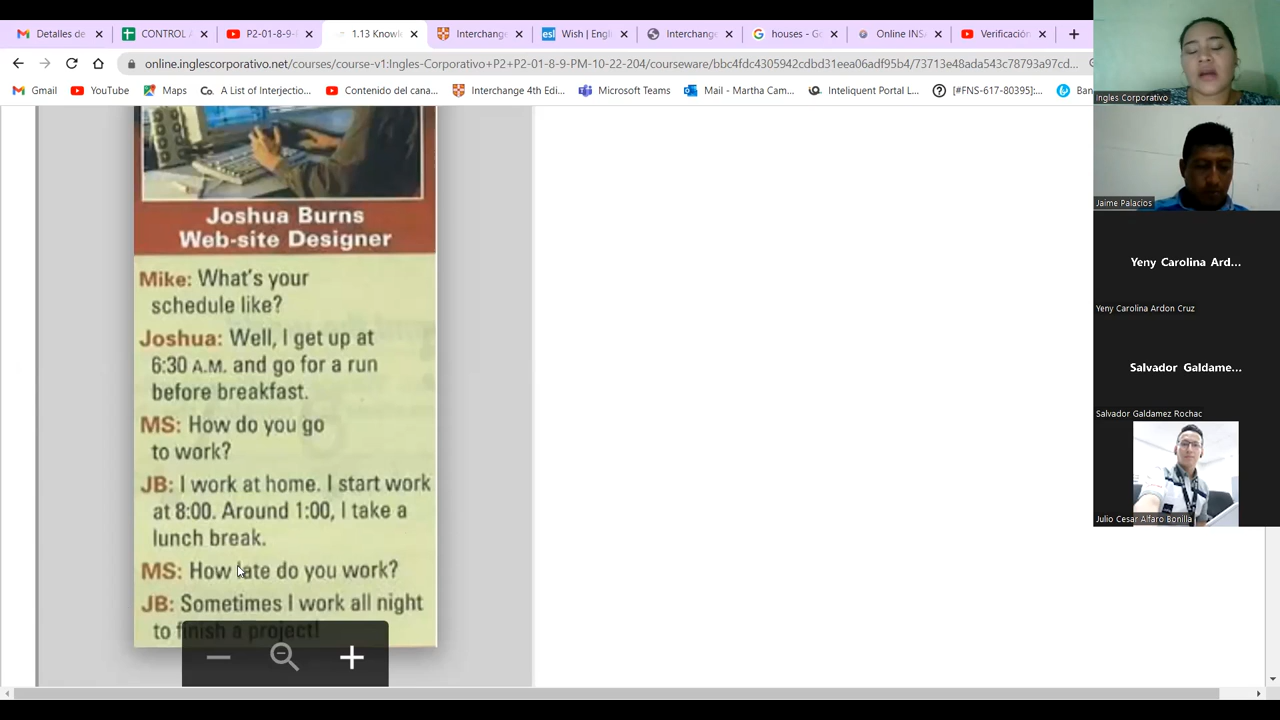 Detalles de
CONTROL A
P2-01-8-9-
1.13 Knowl
Interchang
Wish | Engli
Interchange
houses - Go
Online INS
Verificación
online.inglescorporativo.net/courses/course-v1:Ingles-Corporativo+P2+P2-01-8-9-PM-10-22-204/courseware/bbc4fdc4305942cdbd31eea06adf95b4/73713e48ada543c78793a97cd...
Gmail
YouTube
Maps
A List of Interjectio...
Contenido del cana...
Interchange 4th Edi...
Microsoft Teams
Mail - Martha Cam...
Inteliquent Portal L...
[#FNS-617-80395]:...
Ban
Joshua Burns
Web-site Designer
Mike: What's your
schedule like?
Joshua: Well, I get up at
6:30 A.M. and go for a run
before breakfast.
MS: How do you go
to work?
JB: I work at home. I start work
at 8:00. Around 1:00, I take a
lunch break.
MS: How late do you work?
JB: Sometimes I work all night
to finish a project!
Ingles Corporativo
Jaime Palacios
Yeny Carolina Ard...
Yeny Carolina Ardon Cruz
Salvador Galdame...
Salvador Galdamez Rochac
Julio Cesar Alfaro Bonilla